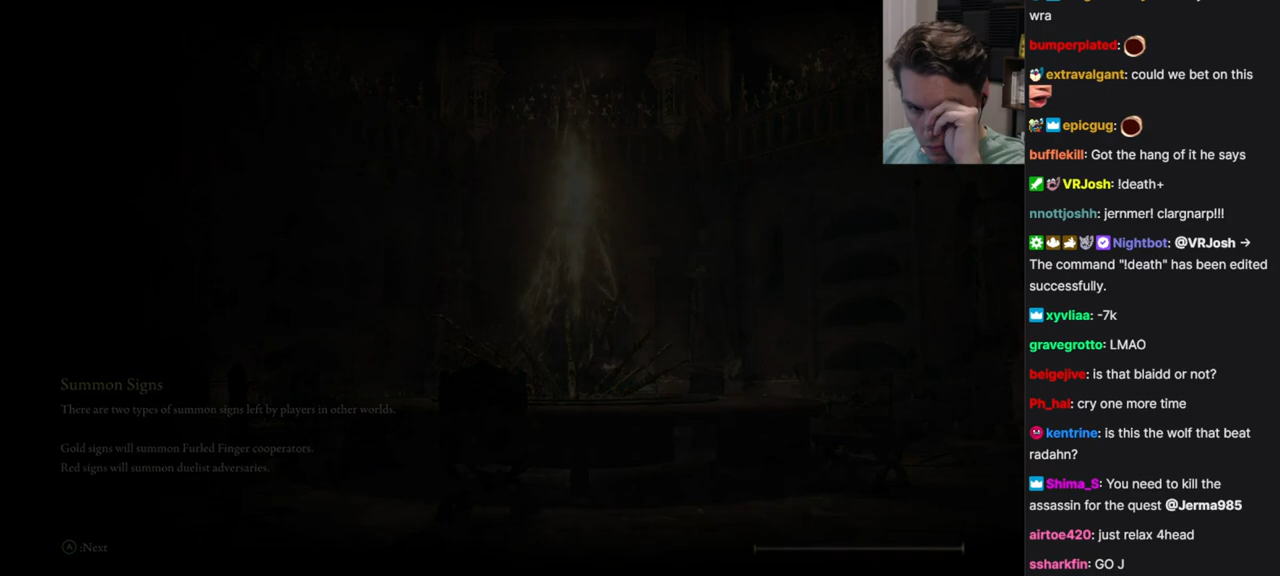 wra
bumperplated:
extravalgant: could we bet on this
epicgug:
bufflekill: Got the hang of it he says
VRJosh: !death+
nnottjoshh: jernmer! clargnarp!!!
Nightbot: @VRJosh →
The command "!death" has been edited
successfully.
xyvliaa: -7k
gravegrotto: LMAO
beigejive: is that blaidd or not?
Ph_hal: cry one more time
kentrine: is this the wolf that beat
radahn?
Shima_S: You need to kill the
assassin for the quest @Jerma985
airtoe420: just relax 4head
ssharkfin: GO J
Summon Signs
There are two types of summon signs left by players in other worlds.
Gold signs will summon Furled Finger cooperators.
Red signs will summon duelist adversaries.
A :Next